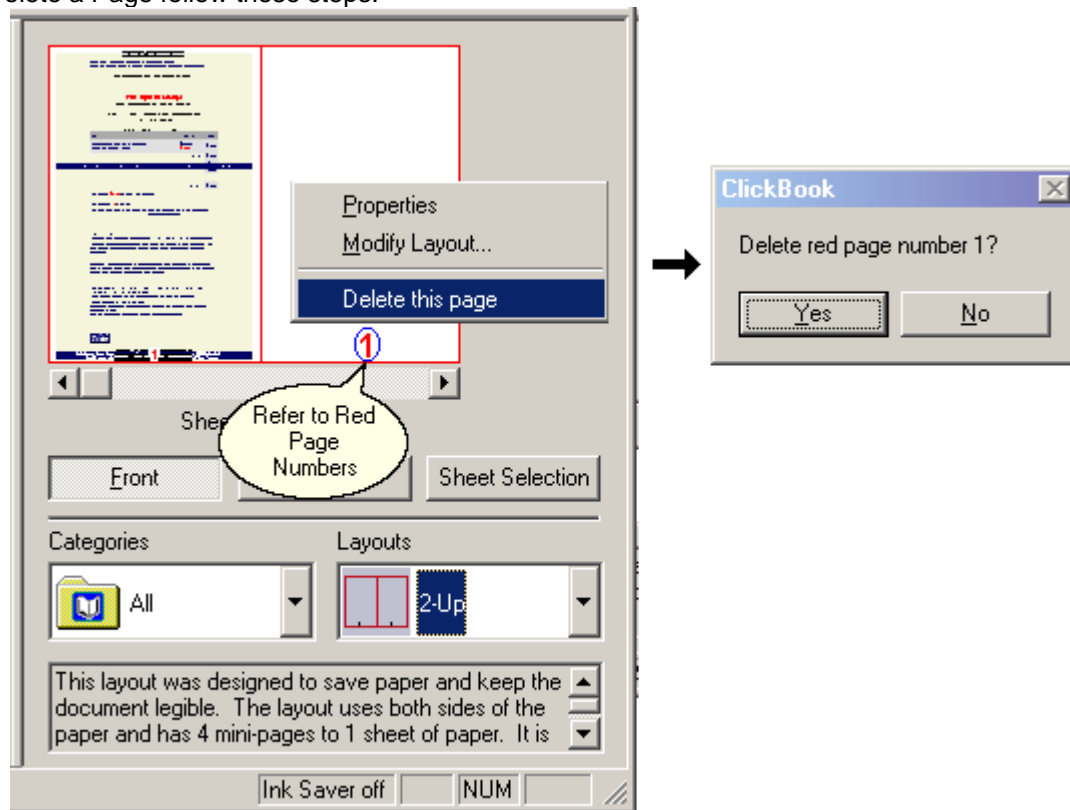 elete a Page follow these steps:
Properties
Modify Layout...
Delete this page
1
1
Shee
Refer to Red
Page
Numbers
Front
Sheet Selection
Categories
Layouts
All
2-Up
This layout was designed to save paper and keep the
document legible. The layout uses both sides of the
paper and has 4 mini-pages to 1 sheet of paper. It is
Ink Saver off
NUM
ClickBook
Delete red page number 1?
Yes
No